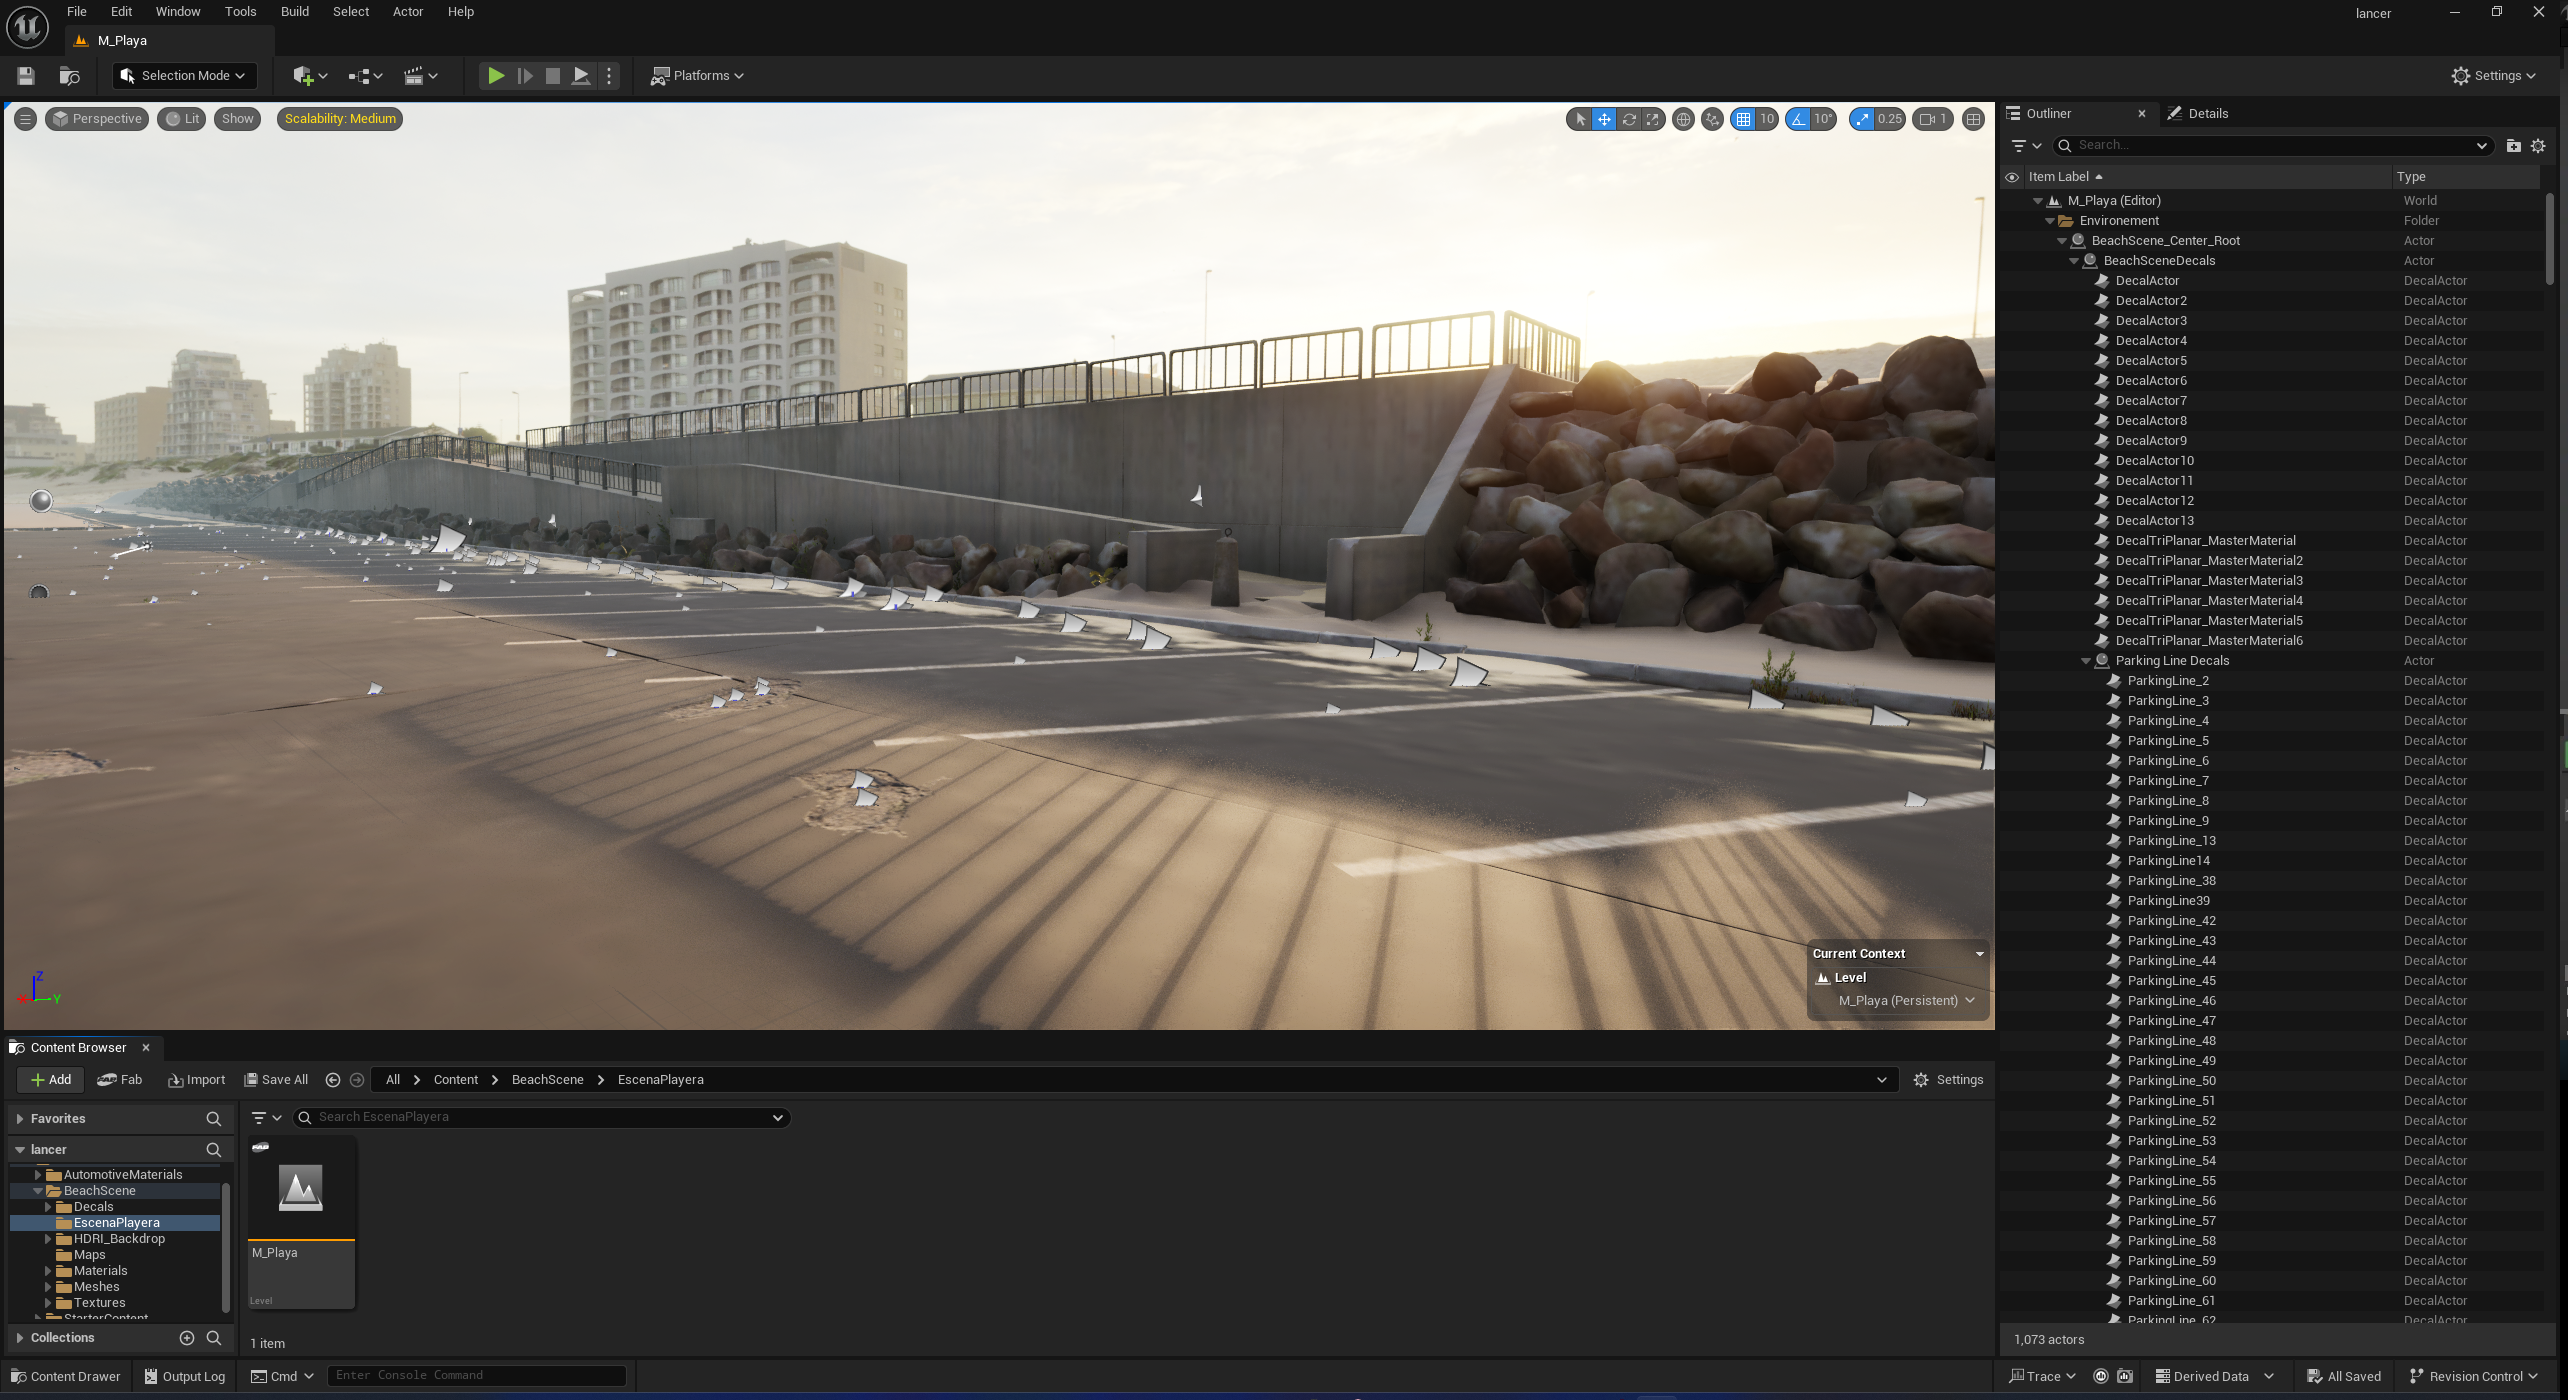 File Edit Window Tools Build Select Actor Help
lancer
M_Playa
Selection Mode
Platforms
Settings
Perspective Lit Show Scalability: Medium
10 10° 0.25 1
Outliner
Details
Search...
Item Label Type
M_Playa (Editor) World
Environement Folder
BeachScene_Center_Root Actor
BeachSceneDecals Actor
DecalActor DecalActor
DecalActor2 DecalActor
DecalActor3 DecalActor
DecalActor4 DecalActor
DecalActor5 DecalActor
DecalActor6 DecalActor
DecalActor7 DecalActor
DecalActor8 DecalActor
DecalActor9 DecalActor
DecalActor10 DecalActor
DecalActor11 DecalActor
DecalActor12 DecalActor
DecalActor13 DecalActor
DecalTriPlanar_MasterMaterial DecalActor
DecalTriPlanar_MasterMaterial2 DecalActor
DecalTriPlanar_MasterMaterial3 DecalActor
DecalTriPlanar_MasterMaterial4 DecalActor
DecalTriPlanar_MasterMaterial5 DecalActor
DecalTriPlanar_MasterMaterial6 DecalActor
Parking Line Decals Actor
ParkingLine_2 DecalActor
ParkingLine_3 DecalActor
ParkingLine_4 DecalActor
ParkingLine_5 DecalActor
ParkingLine_6 DecalActor
ParkingLine_7 DecalActor
ParkingLine_8 DecalActor
ParkingLine_9 DecalActor
ParkingLine_13 DecalActor
ParkingLine14 DecalActor
ParkingLine_38 DecalActor
ParkingLine39 DecalActor
ParkingLine_42 DecalActor
ParkingLine_43 DecalActor
ParkingLine_44 DecalActor
ParkingLine_45 DecalActor
ParkingLine_46 DecalActor
ParkingLine_47 DecalActor
ParkingLine_48 DecalActor
ParkingLine_49 DecalActor
ParkingLine_50 DecalActor
ParkingLine_51 DecalActor
ParkingLine_52 DecalActor
ParkingLine_53 DecalActor
ParkingLine_54 DecalActor
ParkingLine_55 DecalActor
ParkingLine_56 DecalActor
ParkingLine_57 DecalActor
ParkingLine_58 DecalActor
ParkingLine_59 DecalActor
ParkingLine_60 DecalActor
ParkingLine_61 DecalActor
ParkingLine_62 DecalActor
1,073 actors
Z
X Y
Current Context
Level
M_Playa (Persistent)
Content Browser
Add Fab Import Save All All Content BeachScene EscenaPlayera Settings
Favorites
Search EscenaPlayera
lancer
AutomotiveMaterials
BeachScene
Decals
EscenaPlayera
HDRI_Backdrop
Maps
Materials
Meshes
Textures
StarterContent
Collections
M_Playa
Level
1 item
Content Drawer Output Log Cmd Enter Console Command
Trace Derived Data All Saved Revision Control